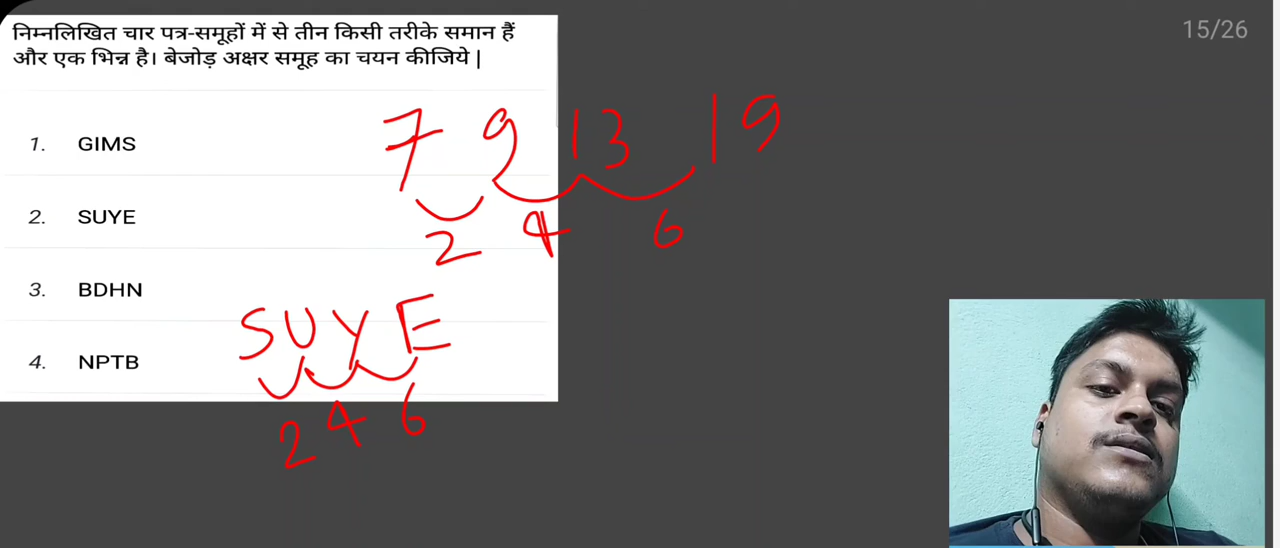 15/26
निम्नलिखित चार पत्र-समूहों में से तीन किसी तरीके समान हैं
और एक भिन्न है। बेजोड़ अक्षर समूह का चयन कीजिये |
1. GIMS
7 9 13 19
2 4 6
2. SUYE
3. BDHN
SUYE
2 4 6
4. NPTB